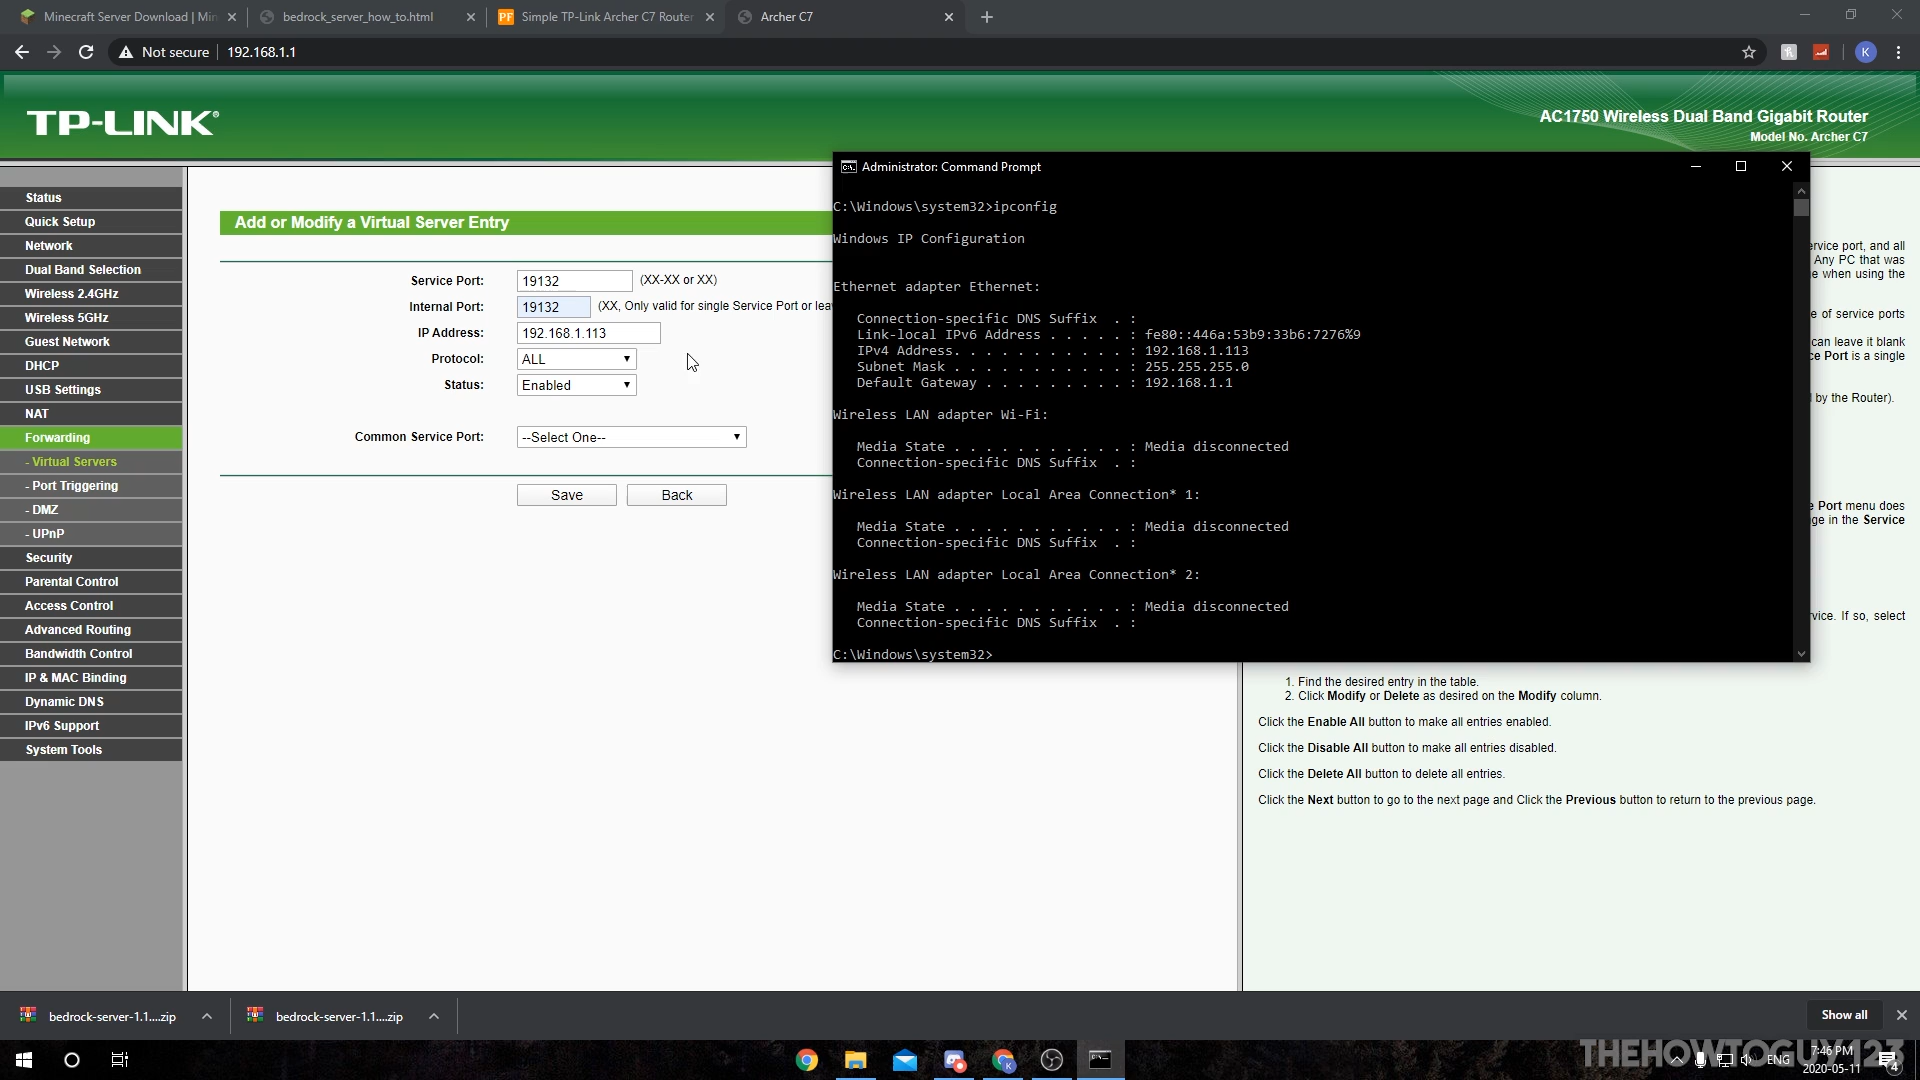 Minecraft Server Download | Min
bedrock_server_how_to.html
PF Simple TP-Link Archer C7 Router
Archer C7
Not secure | 192.168.1.1
K
TP-LINK®
AC1750 Wireless Dual Band Gigabit Router
Model No. Archer C7
Status
Quick Setup
Network
Dual Band Selection
Wireless 2.4GHz
Wireless 5GHz
Guest Network
DHCP
USB Settings
NAT
Forwarding
- Virtual Servers
- Port Triggering
- DMZ
- UPnP
Security
Parental Control
Access Control
Advanced Routing
Bandwidth Control
IP & MAC Binding
Dynamic DNS
IPv6 Support
System Tools
Add or Modify a Virtual Server Entry
Service Port: 19132 (XX-XX or XX)
Internal Port: 19132 (XX, Only valid for single Service Port or lea
IP Address: 192.168.1.113
Protocol: ALL
Status: Enabled
Common Service Port: --Select One--
Save Back
Administrator: Command Prompt
C:\Windows\system32>ipconfig
Windows IP Configuration
Ethernet adapter Ethernet:
Connection-specific DNS Suffix . :
Link-local IPv6 Address . . . . . : fe80::446a:53b9:33b6:7276%9
IPv4 Address. . . . . . . . . . . : 192.168.1.113
Subnet Mask . . . . . . . . . . . : 255.255.255.0
Default Gateway . . . . . . . . . : 192.168.1.1
Wireless LAN adapter Wi-Fi:
Media State . . . . . . . . . . . : Media disconnected
Connection-specific DNS Suffix . :
Wireless LAN adapter Local Area Connection* 1:
Media State . . . . . . . . . . . : Media disconnected
Connection-specific DNS Suffix . :
Wireless LAN adapter Local Area Connection* 2:
Media State . . . . . . . . . . . : Media disconnected
Connection-specific DNS Suffix . :
C:\Windows\system32>
ervice port, and all
Any PC that was
e when using the
e of service ports
can leave it blank
ce Port is a single
by the Router).
e Port menu does
ge in the Service
vice. If so, select
1. Find the desired entry in the table.
2. Click Modify or Delete as desired on the Modify column.
Click the Enable All button to make all entries enabled.
Click the Disable All button to make all entries disabled.
Click the Delete All button to delete all entries.
Click the Next button to go to the next page and Click the Previous button to return to the previous page.
bedrock-server-1.1....zip
bedrock-server-1.1....zip
Show all
THEHOWTOGUY123
ENG
7:46 PM
2020-05-11
4